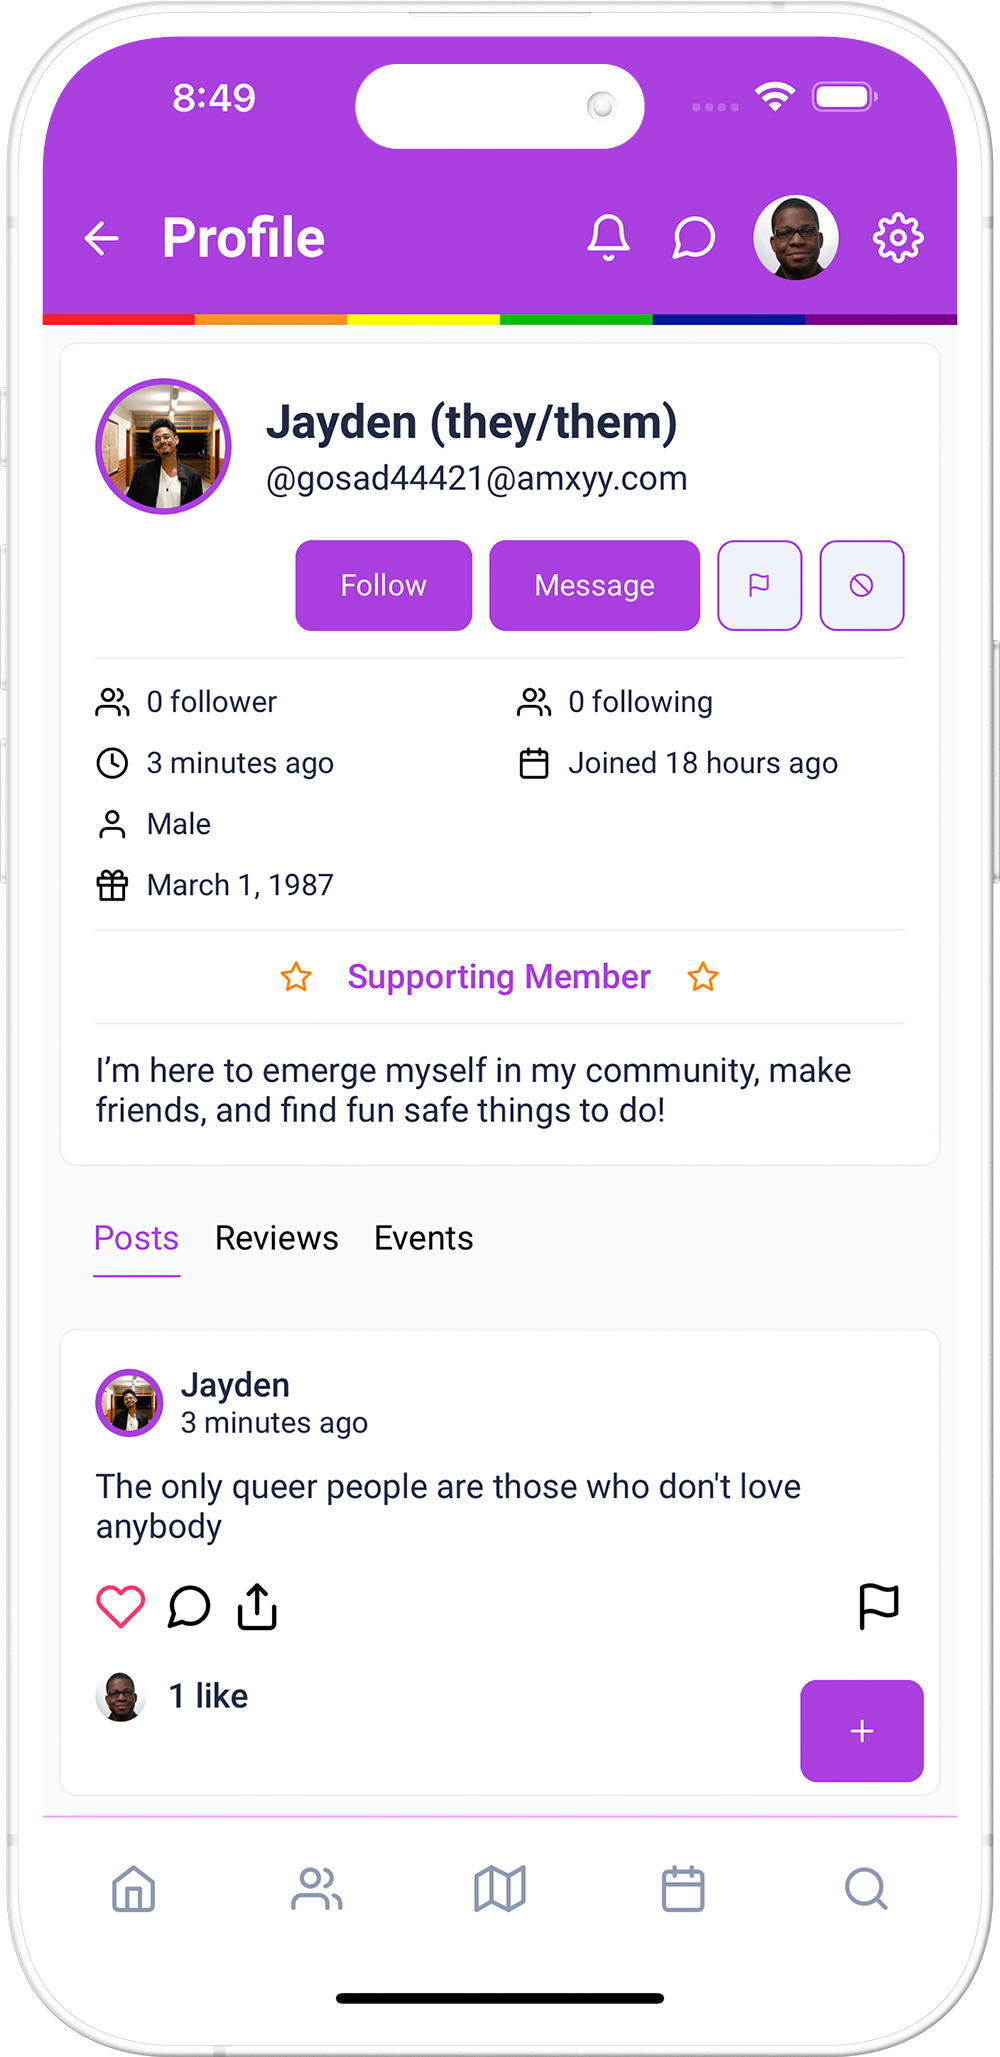 8:49
Profile
Jayden (they/them)
@gosad44421@amxyy.com
Follow
Message
0 follower
0 following
3 minutes ago
Joined 18 hours ago
Male
March 1, 1987
Supporting Member
I’m here to emerge myself in my community, make
friends, and find fun safe things to do!
Posts
Reviews
Events
Jayden
3 minutes ago
The only queer people are those who don't love
anybody
1 like